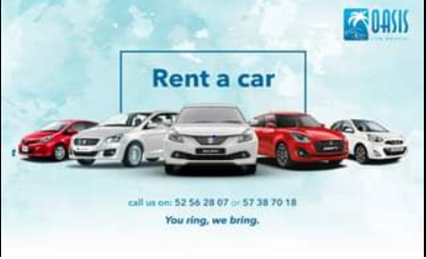 OASIS
Rent a car
call us on: 52 56 28 07 or 57 38 70 18
You ring, we bring.